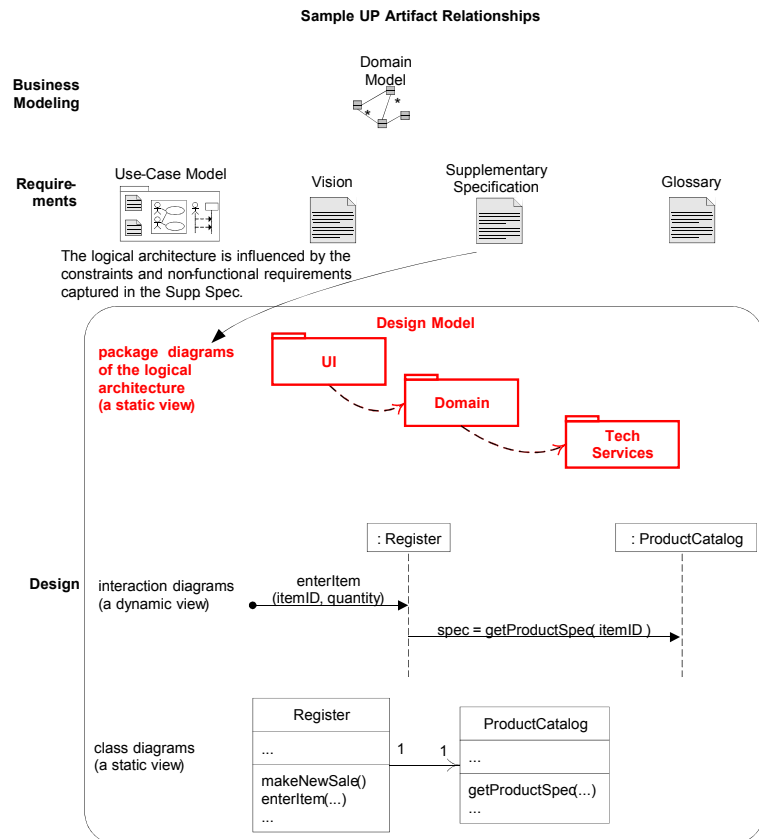 Sample UP Artifact Relationships
Domain
Model
Business
Modeling
*
*
Require-
ments
Use-Case Model
Vision
Supplementary
Specification
Glossary
The logical architecture is influenced by the
constraints and non-functional requirements
captured in the Supp. Spec.
Design Model
package diagrams
of the logical
architecture
(a static view)
UI
Domain
Tech
Services
: Register
: ProductCatalog
Design
interaction diagrams
(a dynamic view)
enterItem
(itemID, quantity)
spec = getProductSpec( itemID )
class diagrams
(a static view)
Register
...
makeNewSale()
enterItem(...)
...
1
1
ProductCatalog
...
getProductSpec(...)
...